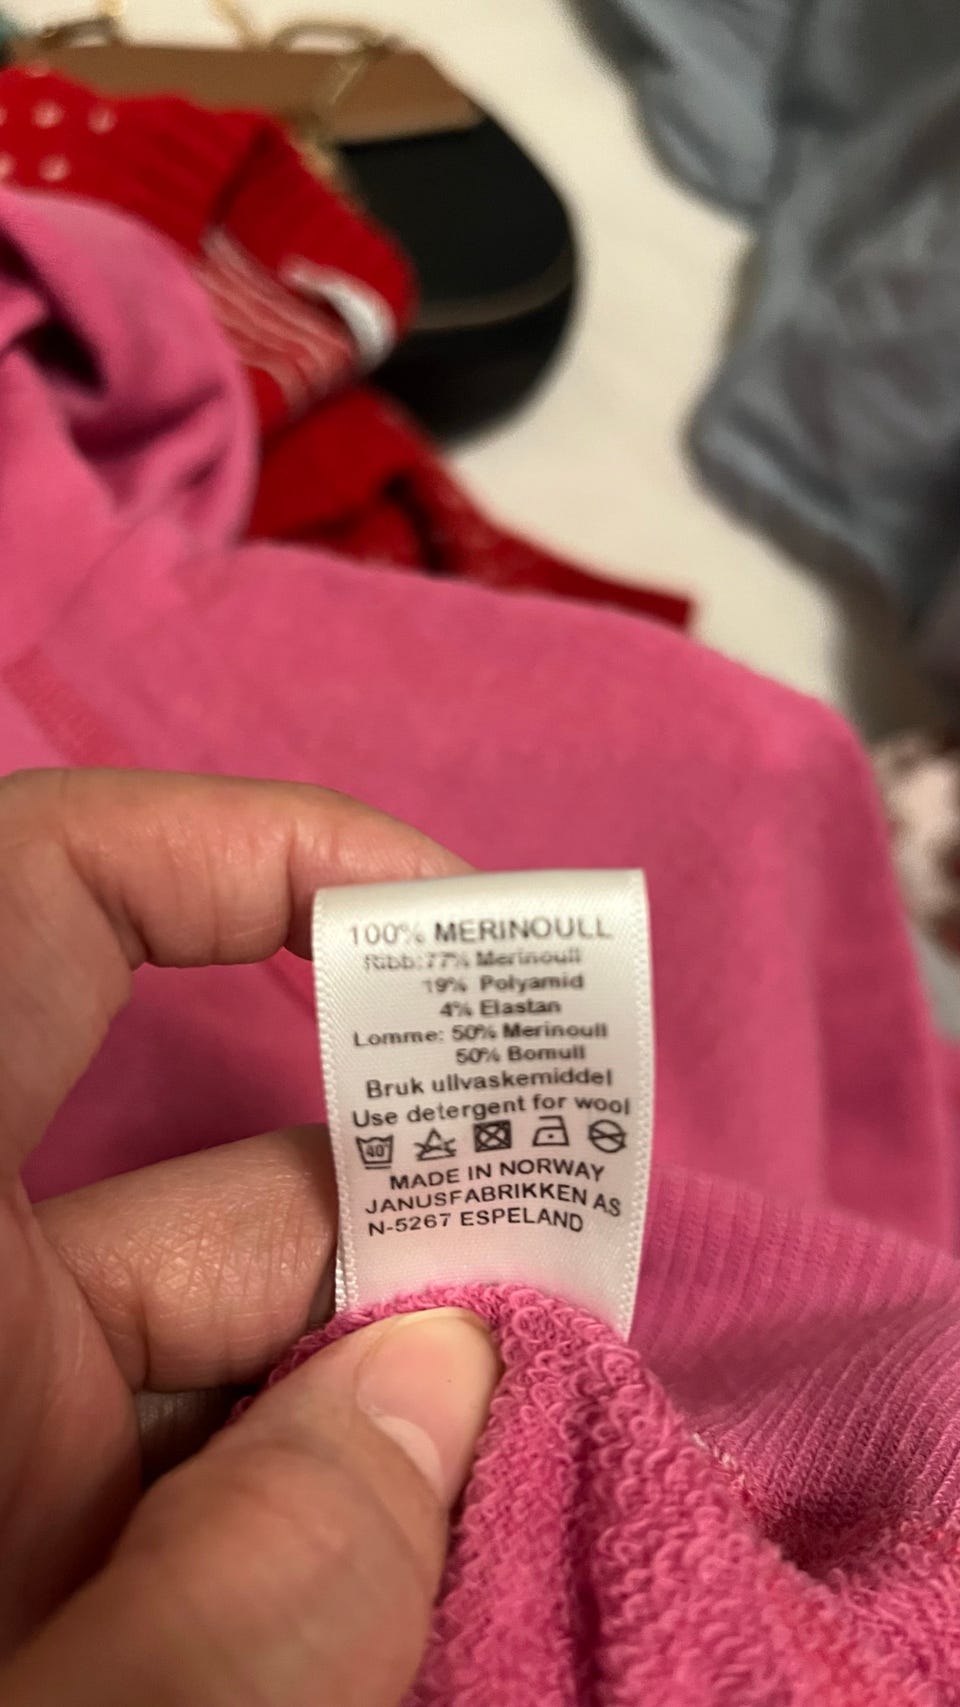 100% MERINOULL
Ribb:77% Merinoull
19% Polyamid
4% Elastan
Lomme: 50% Merinoull
50% Bomull
Bruk ullvaskemiddel
Use detergent for wool
40
MADE IN NORWAY
JANUSFABRIKKEN AS
N-5267 ESPELAND